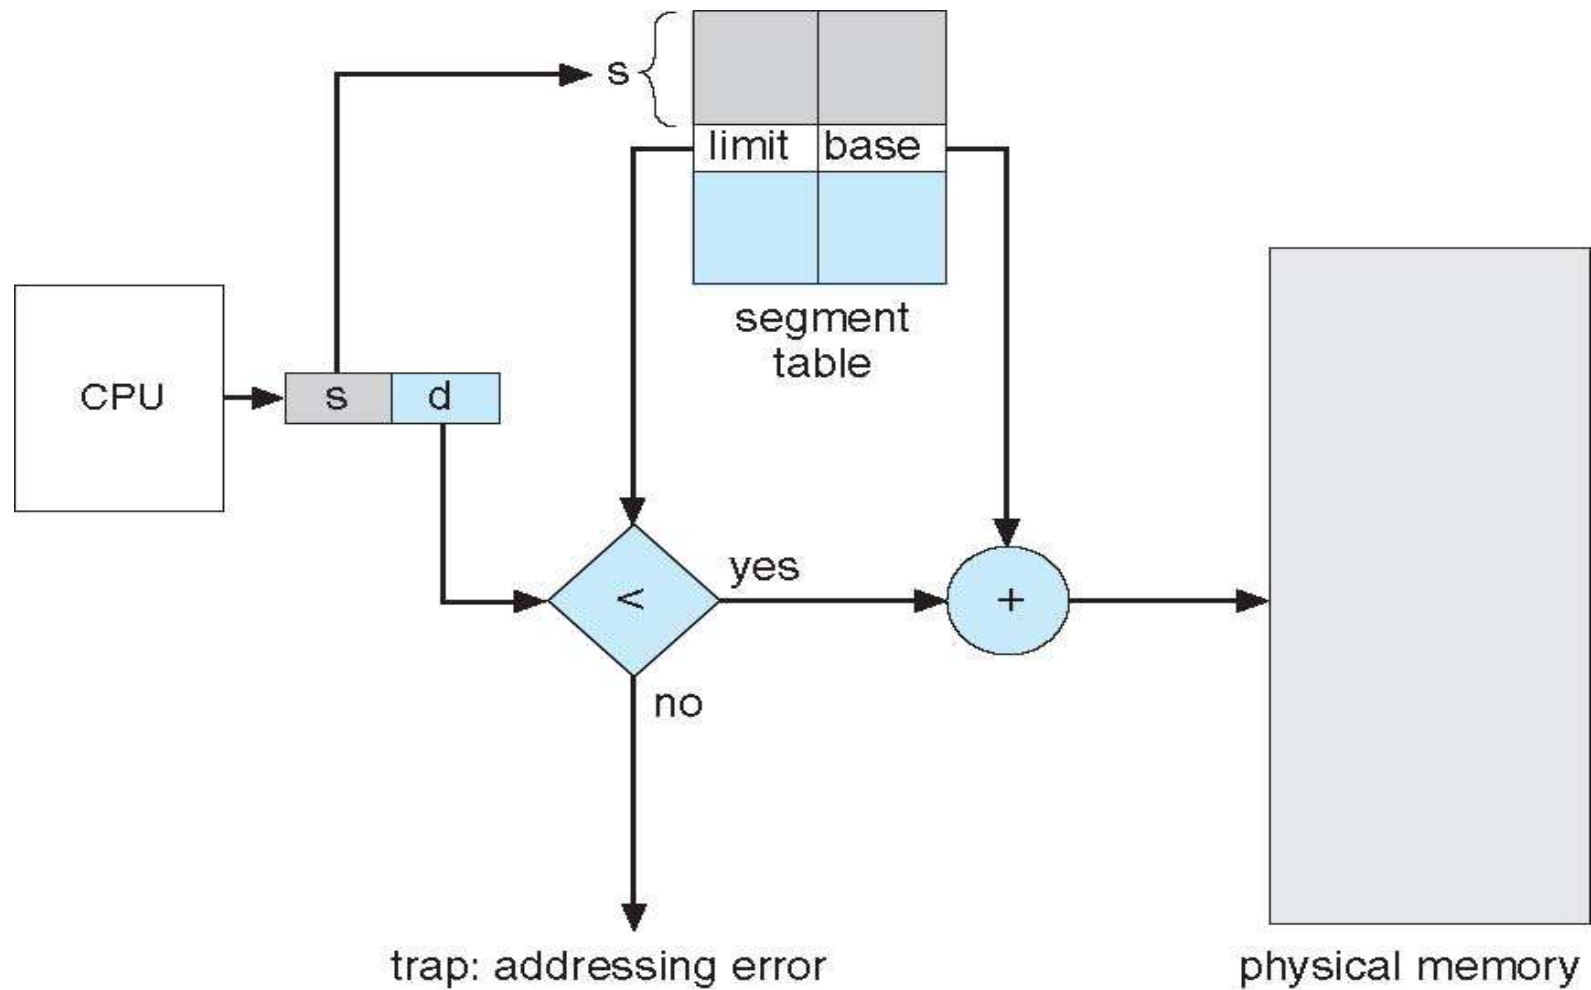 s
limit base
segment
table
CPU
s d
yes
<
+
no
trap: addressing error
physical memory